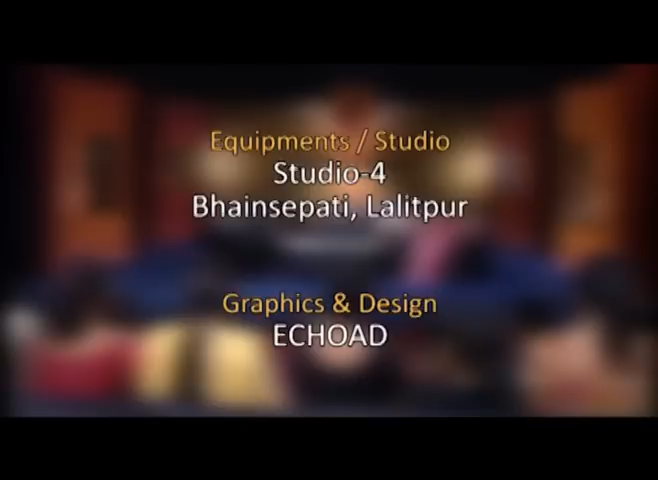 Equipments / Studio
Studio-4
Bhainsepati, Lalitpur
Graphics & Design
ECHOAD